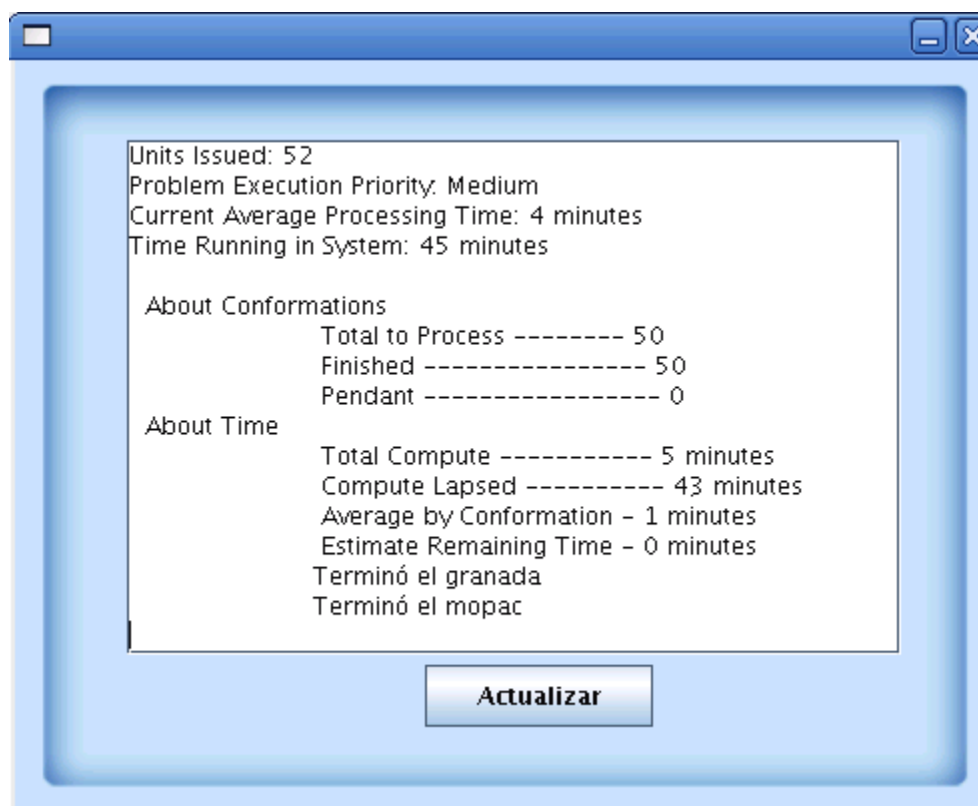 Units Issued: 52
Problem Execution Priority: Medium
Current Average Processing Time: 4 minutes
Time Running in System: 45 minutes
About Conformations
Total to Process -------- 50
Finished ---------------- 50
Pendant ----------------- 0
About Time
Total Compute ----------- 5 minutes
Compute Lapsed ---------- 43 minutes
Average by Conformation - 1 minutes
Estimate Remaining Time - 0 minutes
Terminó el granada
Terminó el mopac
Actualizar